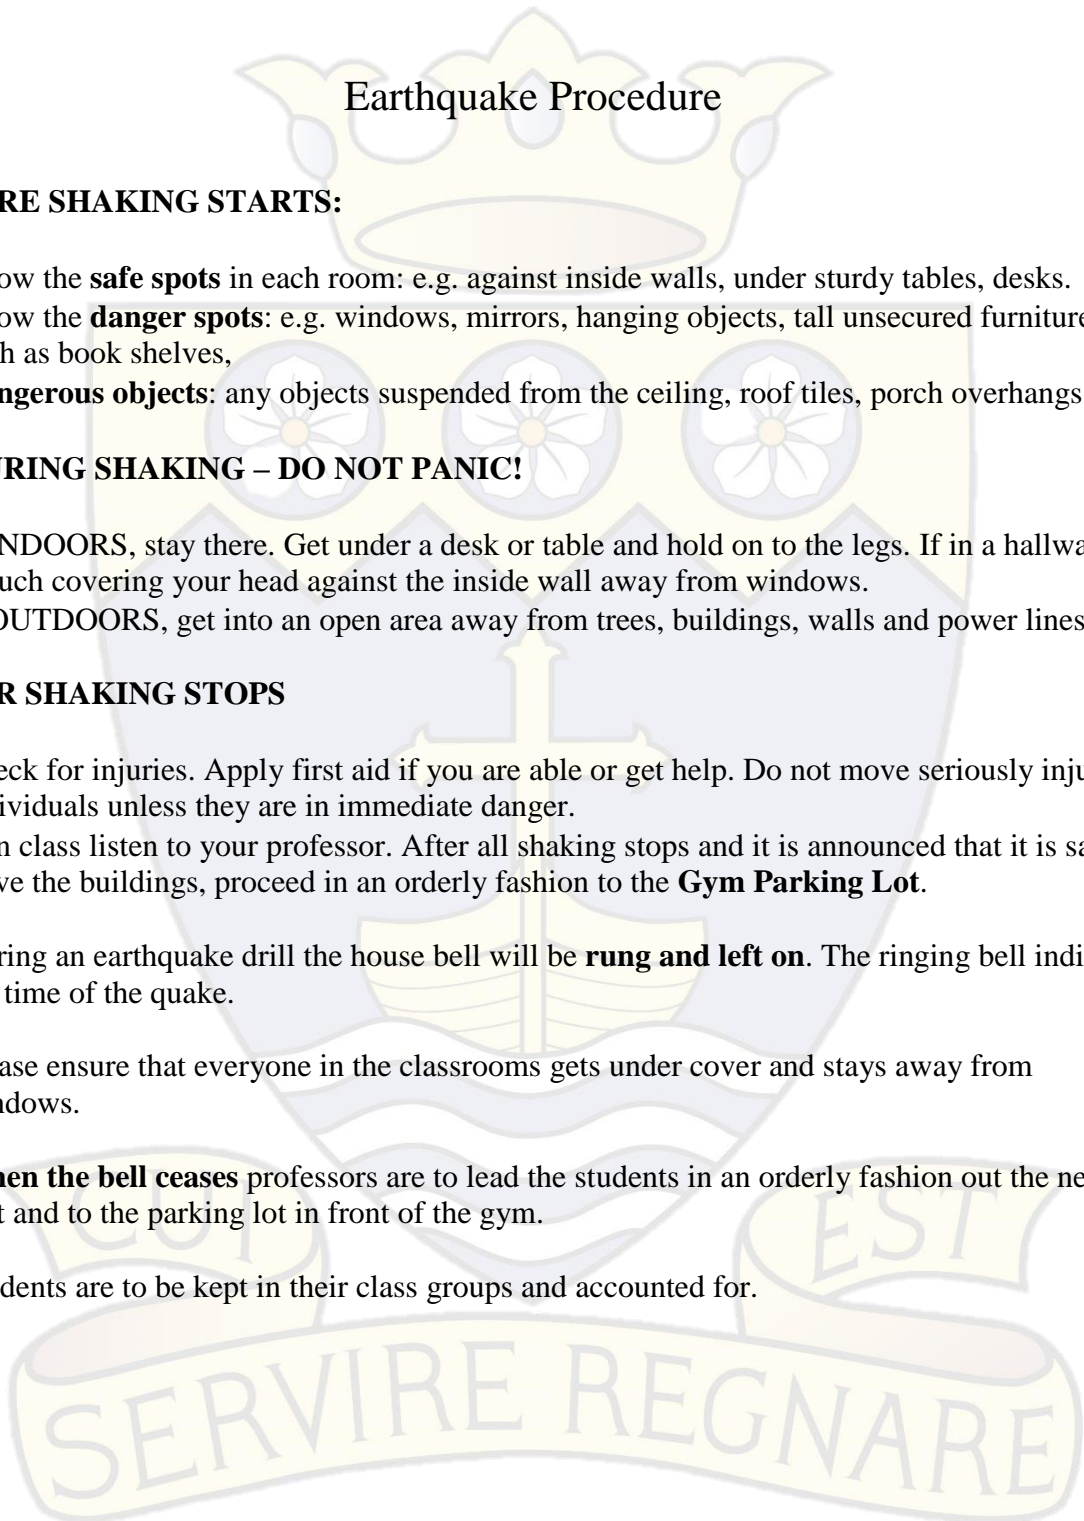 Earthquake Procedure
RE SHAKING STARTS:
ow the safe spots in each room: e.g. against inside walls, under sturdy tables, desks.
ow the danger spots: e.g. windows, mirrors, hanging objects, tall unsecured furniture
h as book shelves,
ngerous objects: any objects suspended from the ceiling, roof tiles, porch overhangs
URING SHAKING – DO NOT PANIC!
NDOORS, stay there. Get under a desk or table and hold on to the legs. If in a hallwa
uch covering your head against the inside wall away from windows.
OUTDOORS, get into an open area away from trees, buildings, walls and power lines
R SHAKING STOPS
eck for injuries. Apply first aid if you are able or get help. Do not move seriously inju
ividuals unless they are in immediate danger.
n class listen to your professor. After all shaking stops and it is announced that it is sa
ve the buildings, proceed in an orderly fashion to the Gym Parking Lot.
ring an earthquake drill the house bell will be rung and left on. The ringing bell indi
time of the quake.
ase ensure that everyone in the classrooms gets under cover and stays away from
ndows.
hen the bell ceases professors are to lead the students in an orderly fashion out the ne
t and to the parking lot in front of the gym.
dents are to be kept in their class groups and accounted for.
CUI EST
SERVIRE REGNARE